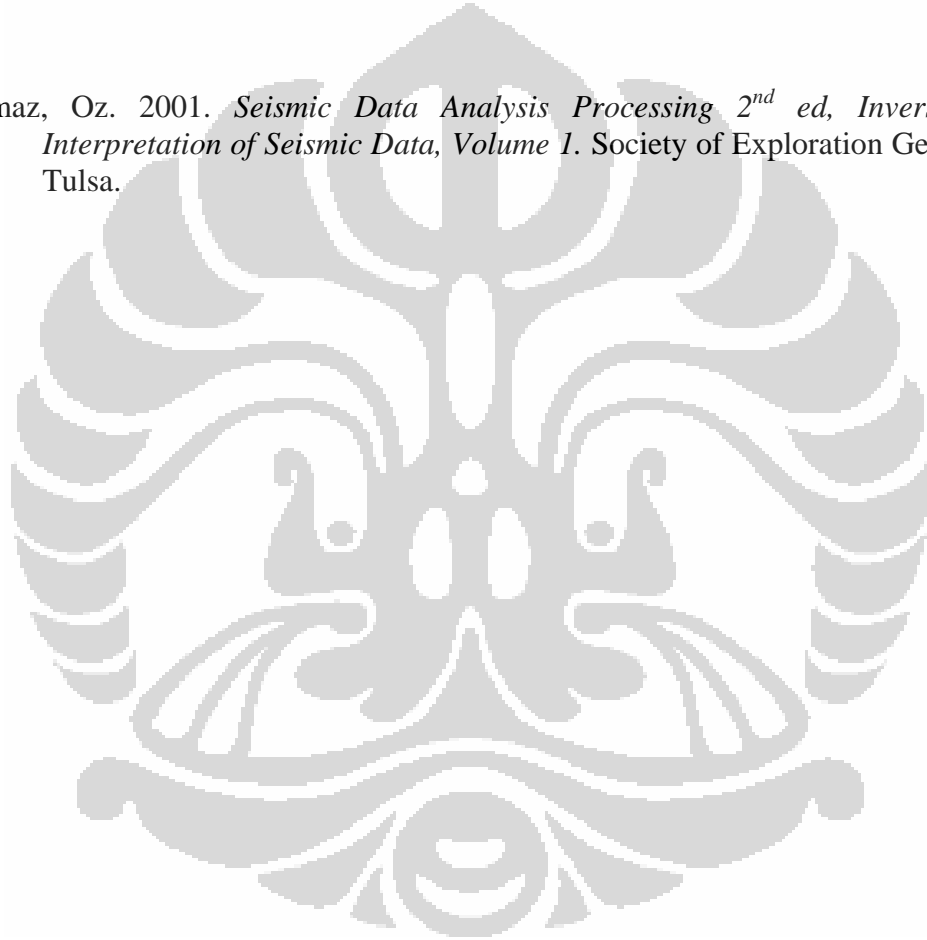 maz, Oz. 2001. Seismic Data Analysis Processing 2nd ed, Inver
Interpretation of Seismic Data, Volume 1. Society of Exploration Ge
Tulsa.